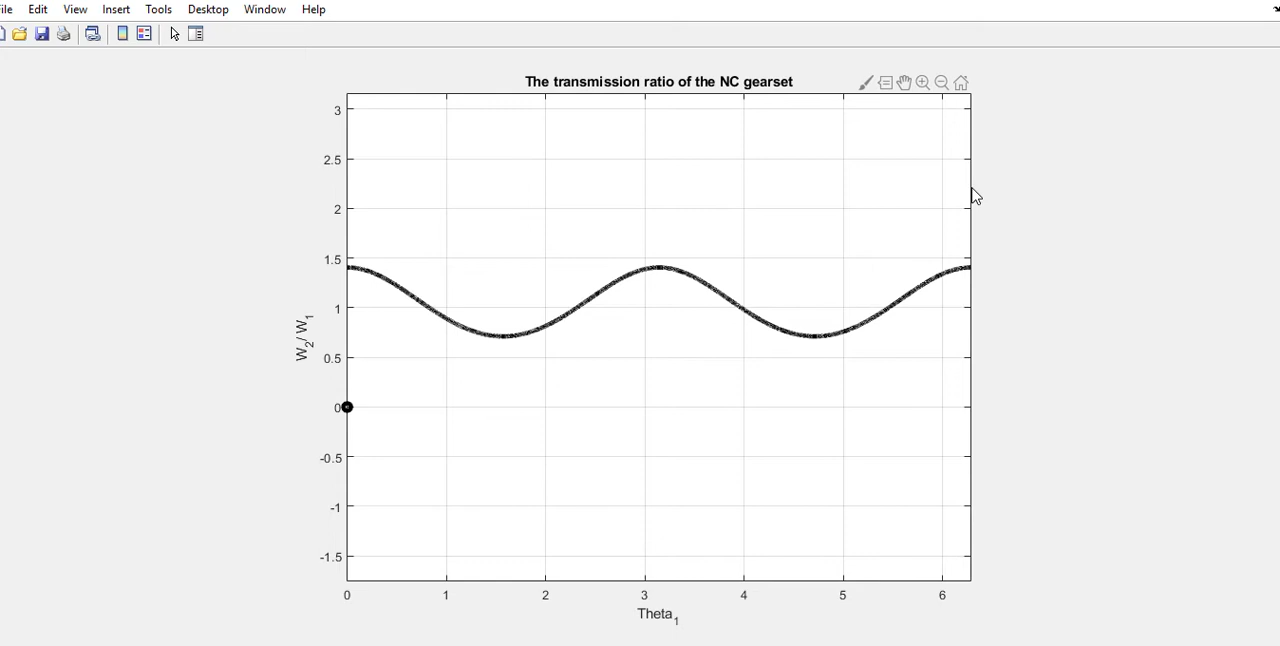 ile Edit View Insert Tools Desktop Window Help
The transmission ratio of the NC gearset
3
2.5
2
1.5
1
0.5
0
-0.5
-1
-1.5
W2/ W1
0 1 2 3 4 5 6
Theta1